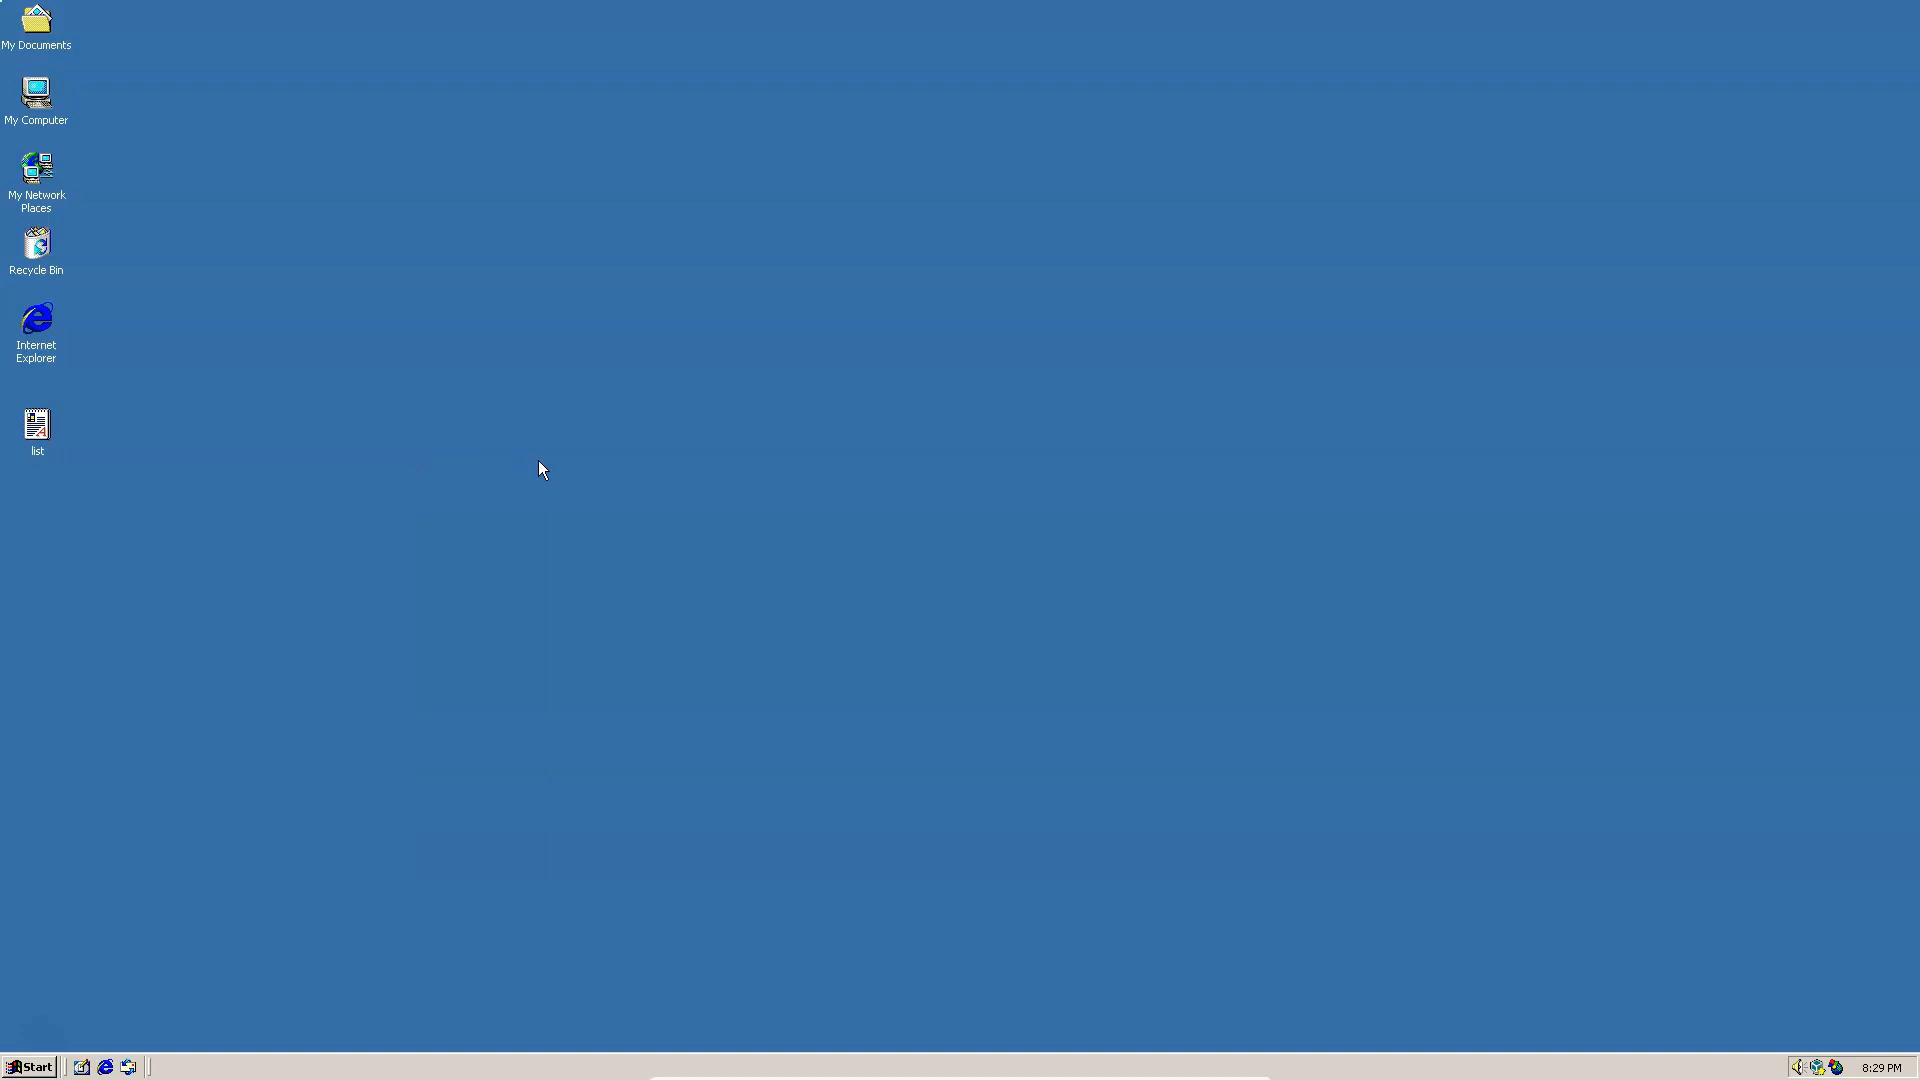 My Documents
My Computer
My Network
Places
Recycle Bin
Internet
Explorer
list
Start
8:29 PM